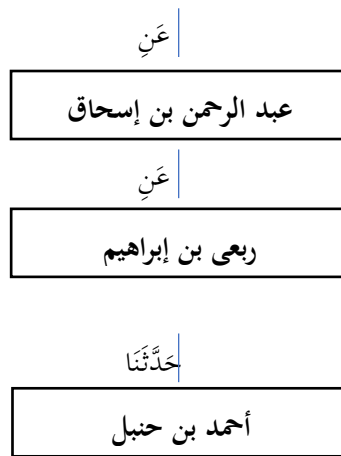 عَنِ
عبد الرحمن بن إسحاق
عَنِ
ربعى بن إبراهيم
حَدَّثَنَا
أحمد بن حنبل